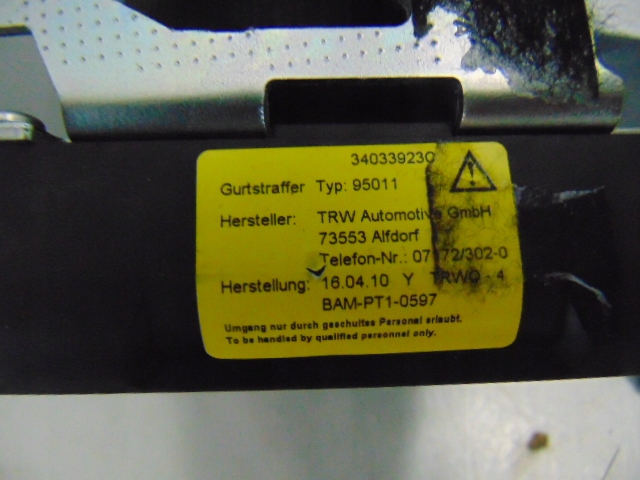 34033923C
Gurtstraffer Typ: 95011
Hersteller: TRW Automotive GmbH
73553 Alfdorf
Telefon-Nr.: 07172/302-0
Herstellung: 16.04.10 Y TRWO - 4
BAM-PT1-0597
Umgang nur durch geschultes Personal erlaubt.
To be handled by qualified personnel only.